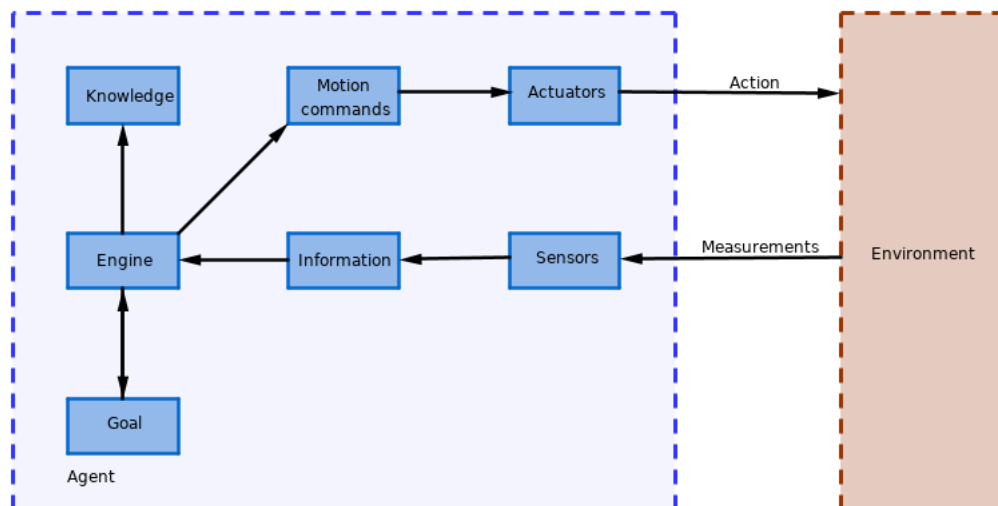 Knowledge
Motion
commands
Actuators
Action
Engine
Information
Sensors
Measurements
Environment
Goal
Agent